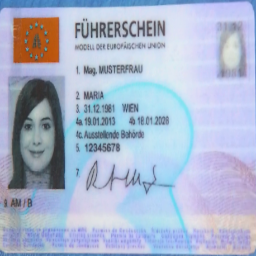 FÜHRERSCHEIN
MODELL DER EUROPÄISCHEN UNION
1. Mag. MUSTERFRAU
2. MARIA
3. 31.12.1981 WIEN
4a. 19.01.2013 4b 18.01.2028
4c. Ausstellende Behörde
5. 12345678
7.
9. AM/B